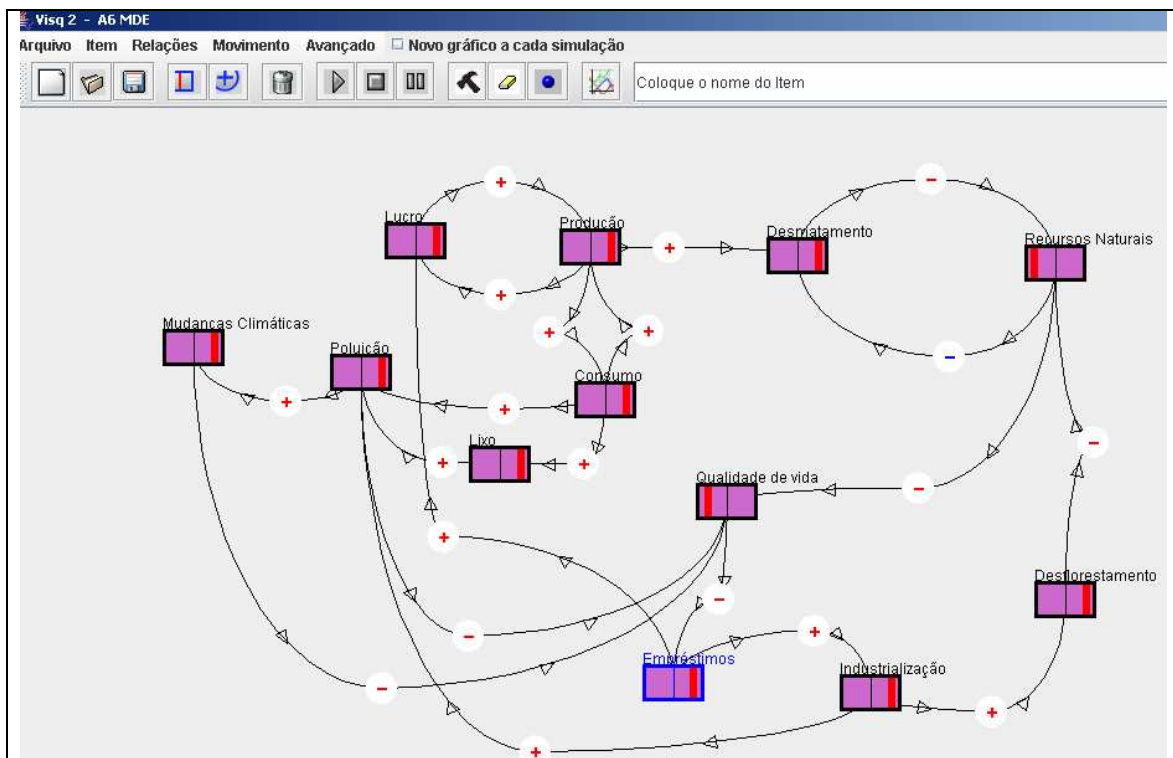 Visq 2 - A6 MDE
Arquivo Item Relações Movimento Avançado Novo gráfico a cada simulação
Coloque o nome do Item
Lucro
Produção
Desmatamento
Recursos Naturais
Mudanças Climáticas
Poluição
Consumo
Lixo
Qualidade de vida
Desflorestamento
Empréstimos
Industrialização